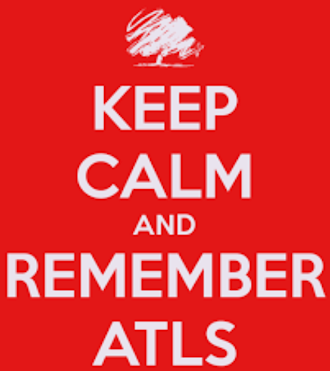 KEEP
CALM
AND
REMEMBER
ATLS